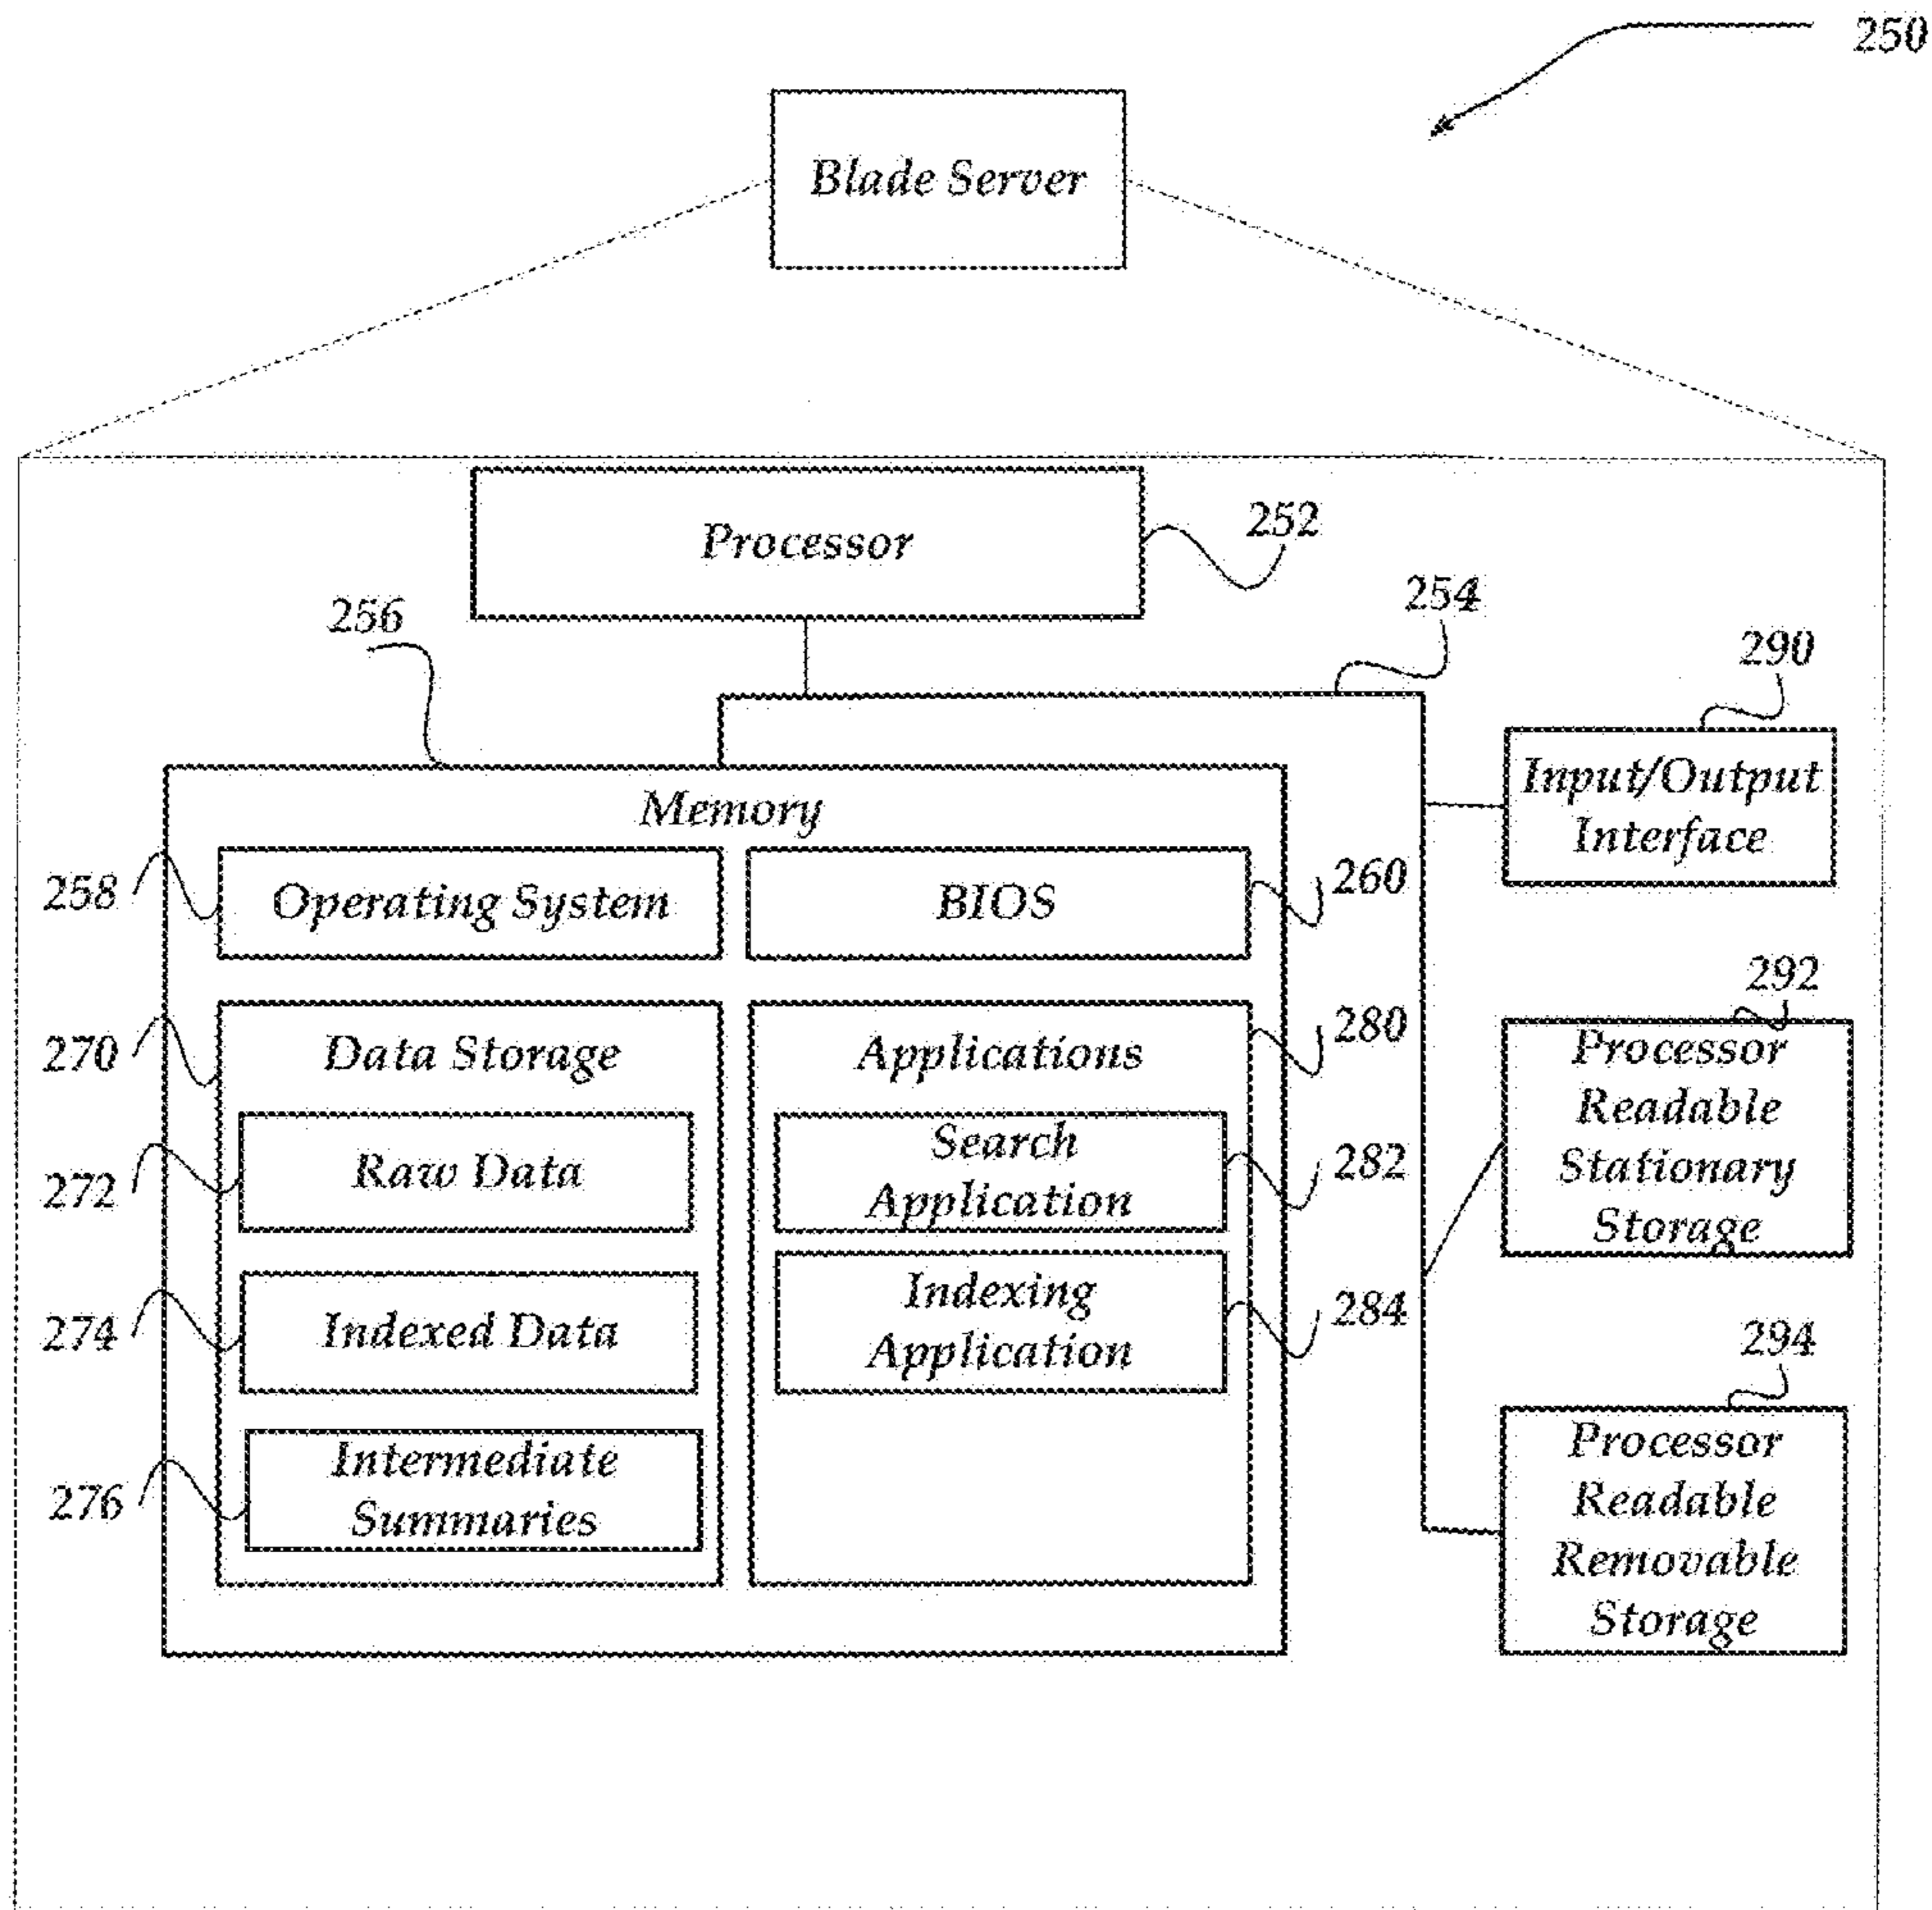 250
Blade Server
Processor
252
254
256
290
Input/Output
Interface
Memory
258
Operating System
BIOS
260
292
Processor
Readable
Stationary
Storage
270
Data Storage
Applications
280
272
Raw Data
Search
Application
282
274
Indexed Data
Indexing
Application
284
294
Processor
Readable
Removable
Storage
276
Intermediate
Summaries